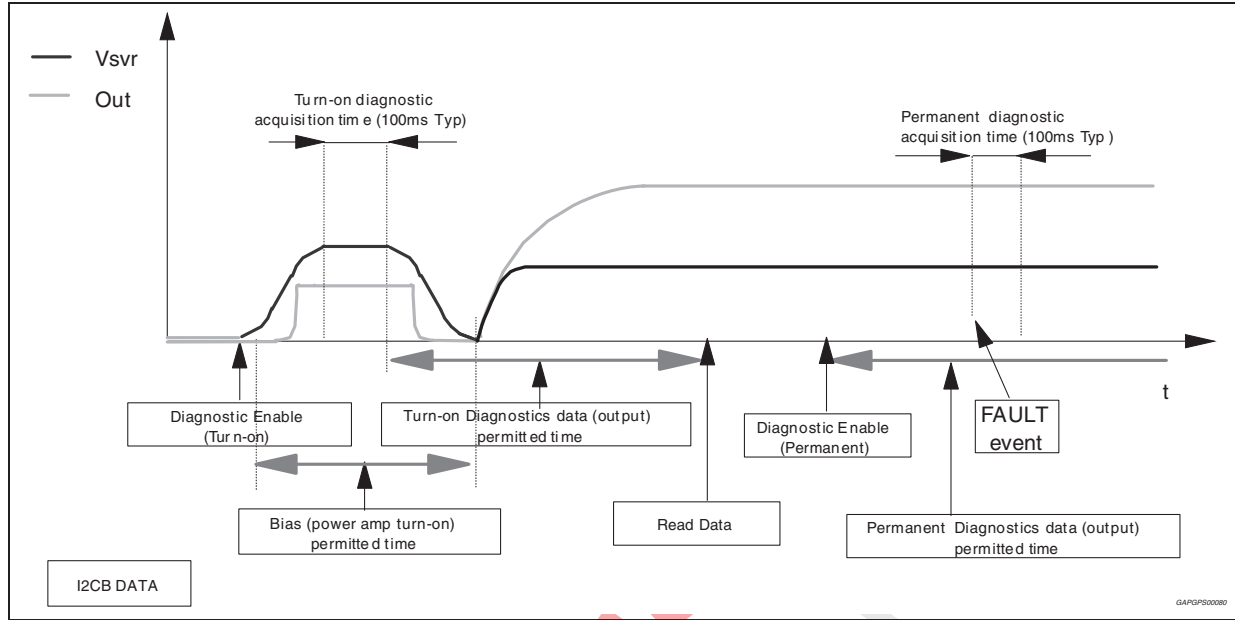 Vsvr
Out
Turn-on diagnostic
acquisition time (100ms Typ)
Permanent diagnostic
acquisition time (100ms Typ)
t
Diagnostic Enable
(Turn-on)
Turn-on Diagnostics data (output)
permitted time
Diagnostic Enable
(Permanent)
FAULT
event
Bias (power amp turn-on)
permitted time
Read Data
Permanent Diagnostics data (output)
permitted time
I2CB DATA
GAPGPS00080